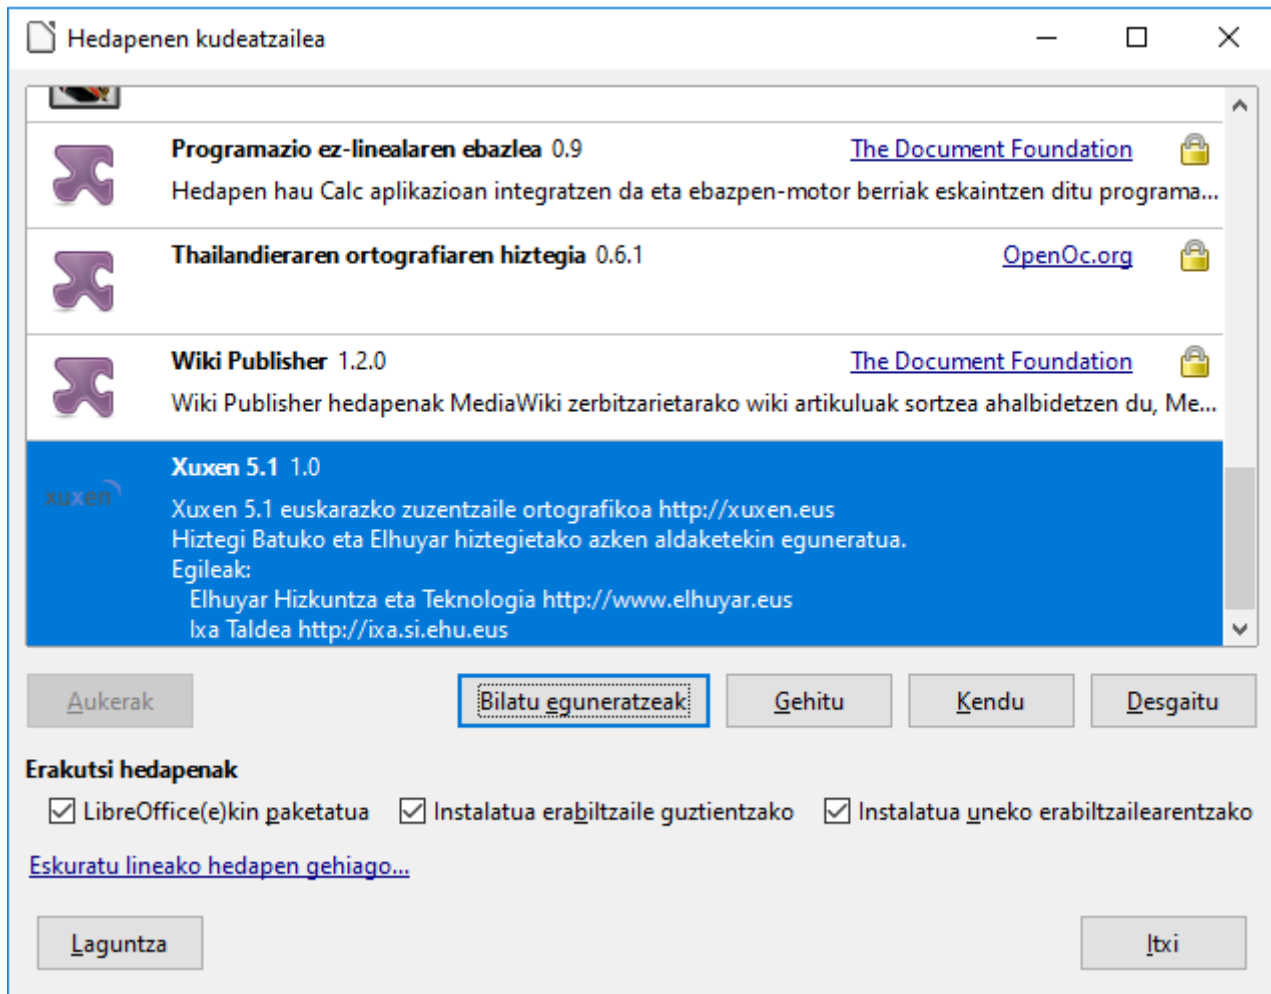 Hedapenen kudeatzailea
Programazio ez-linealaren ebazlea 0.9 The Document Foundation
Hedapen hau Calc aplikazioan integratzen da eta ebazpen-motor berriak eskaintzen ditu programa...
Thailandieraren ortografiaren hiztegia 0.6.1 OpenOc.org
Wiki Publisher 1.2.0 The Document Foundation
Wiki Publisher hedapenak MediaWiki zerbitzarietarako wiki artikuluak sortzea ahalbidetzen du, Me...
Xuxen 5.1 1.0
xuxen
Xuxen 5.1 euskarazko zuzentzaile ortografikoa http://xuxen.eus
Hiztegi Batuko eta Elhuyar hiztegietako azken aldaketekin eguneratua.
Egileak:
Elhuyar Hizkuntza eta Teknologia http://www.elhuyar.eus
Ixa Taldea http://ixa.si.ehu.eus
Aukerak Bilatu eguneratzeak Gehitu Kendu Desgaitu
Erakutsi hedapenak
LibreOffice(e)kin paketatua Instalatua erabiltzaile guztientzako Instalatua uneko erabiltzailearentzako
Eskuratu lineako hedapen gehiago...
Laguntza Itxi